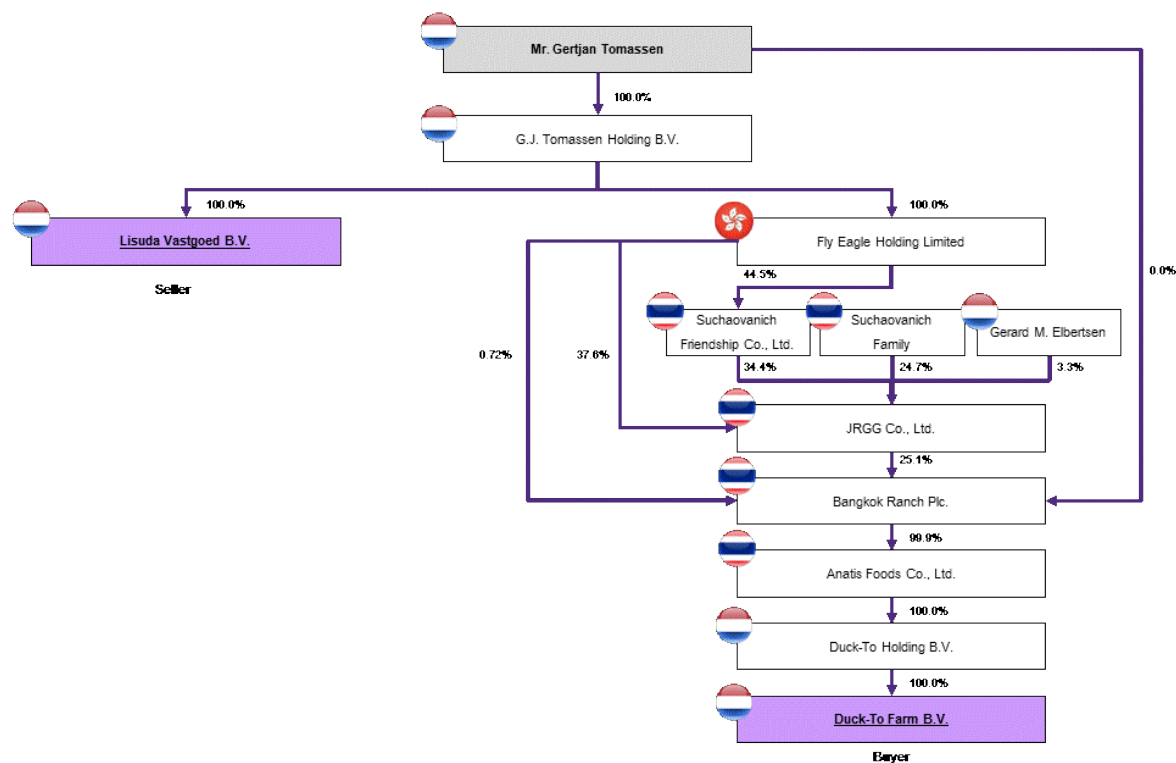 Mr. Gertjan Tomassen
100.0%
G.J. Tomassen Holding B.V.
100.0%
100.0%
Lisuda Vastgoed B.V.
Seller
Fly Eagle Holding Limited
0.0%
44.5%
Suchaovanich
Friendship Co., Ltd.
Suchaovanich
Family
Gerard M. Elbertsen
0.72%
37.6%
34.4%
24.7%
3.3%
JRGG Co., Ltd.
25.1%
Bangkok Ranch Plc.
99.9%
Anatis Foods Co., Ltd.
100.0%
Duck-To Holding B.V.
100.0%
Duck-To Farm B.V.
Buyer